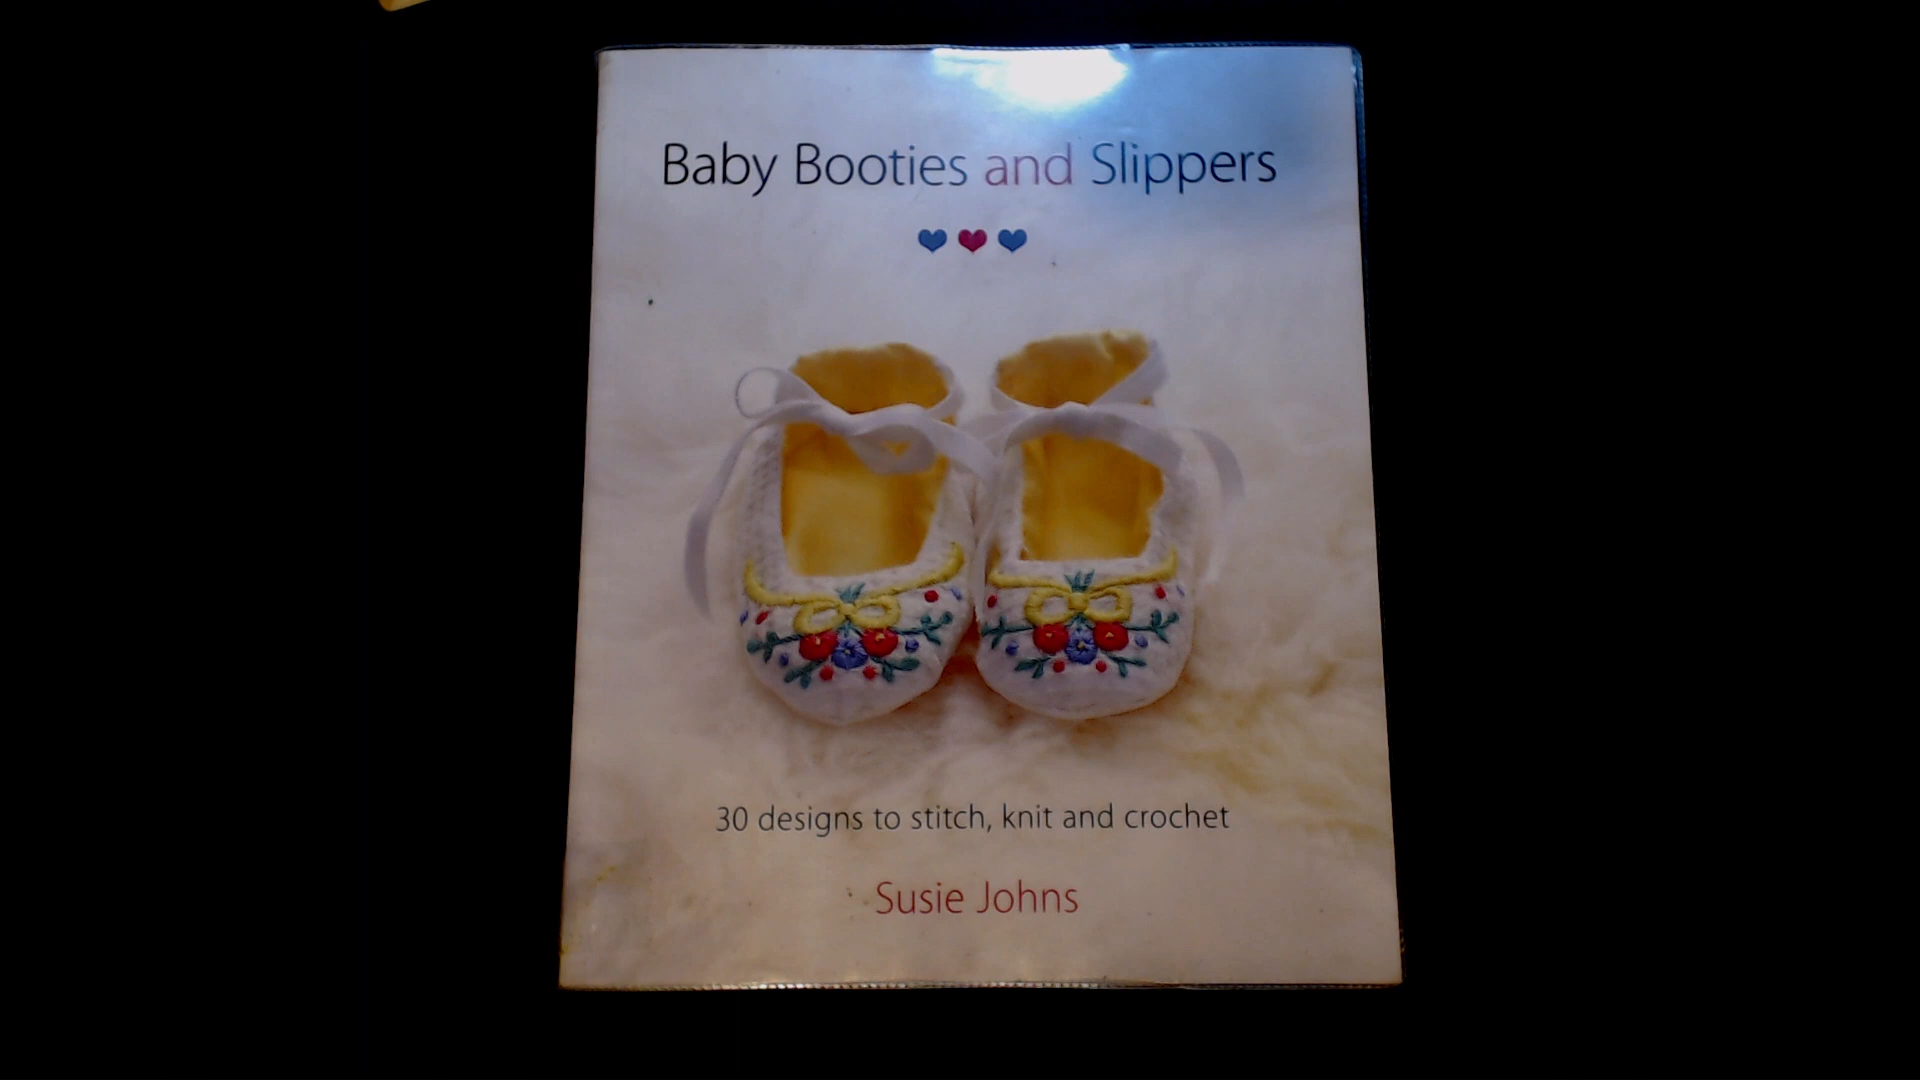 Baby Booties and Slippers
30 designs to stitch, knit and crochet
Susie Johns